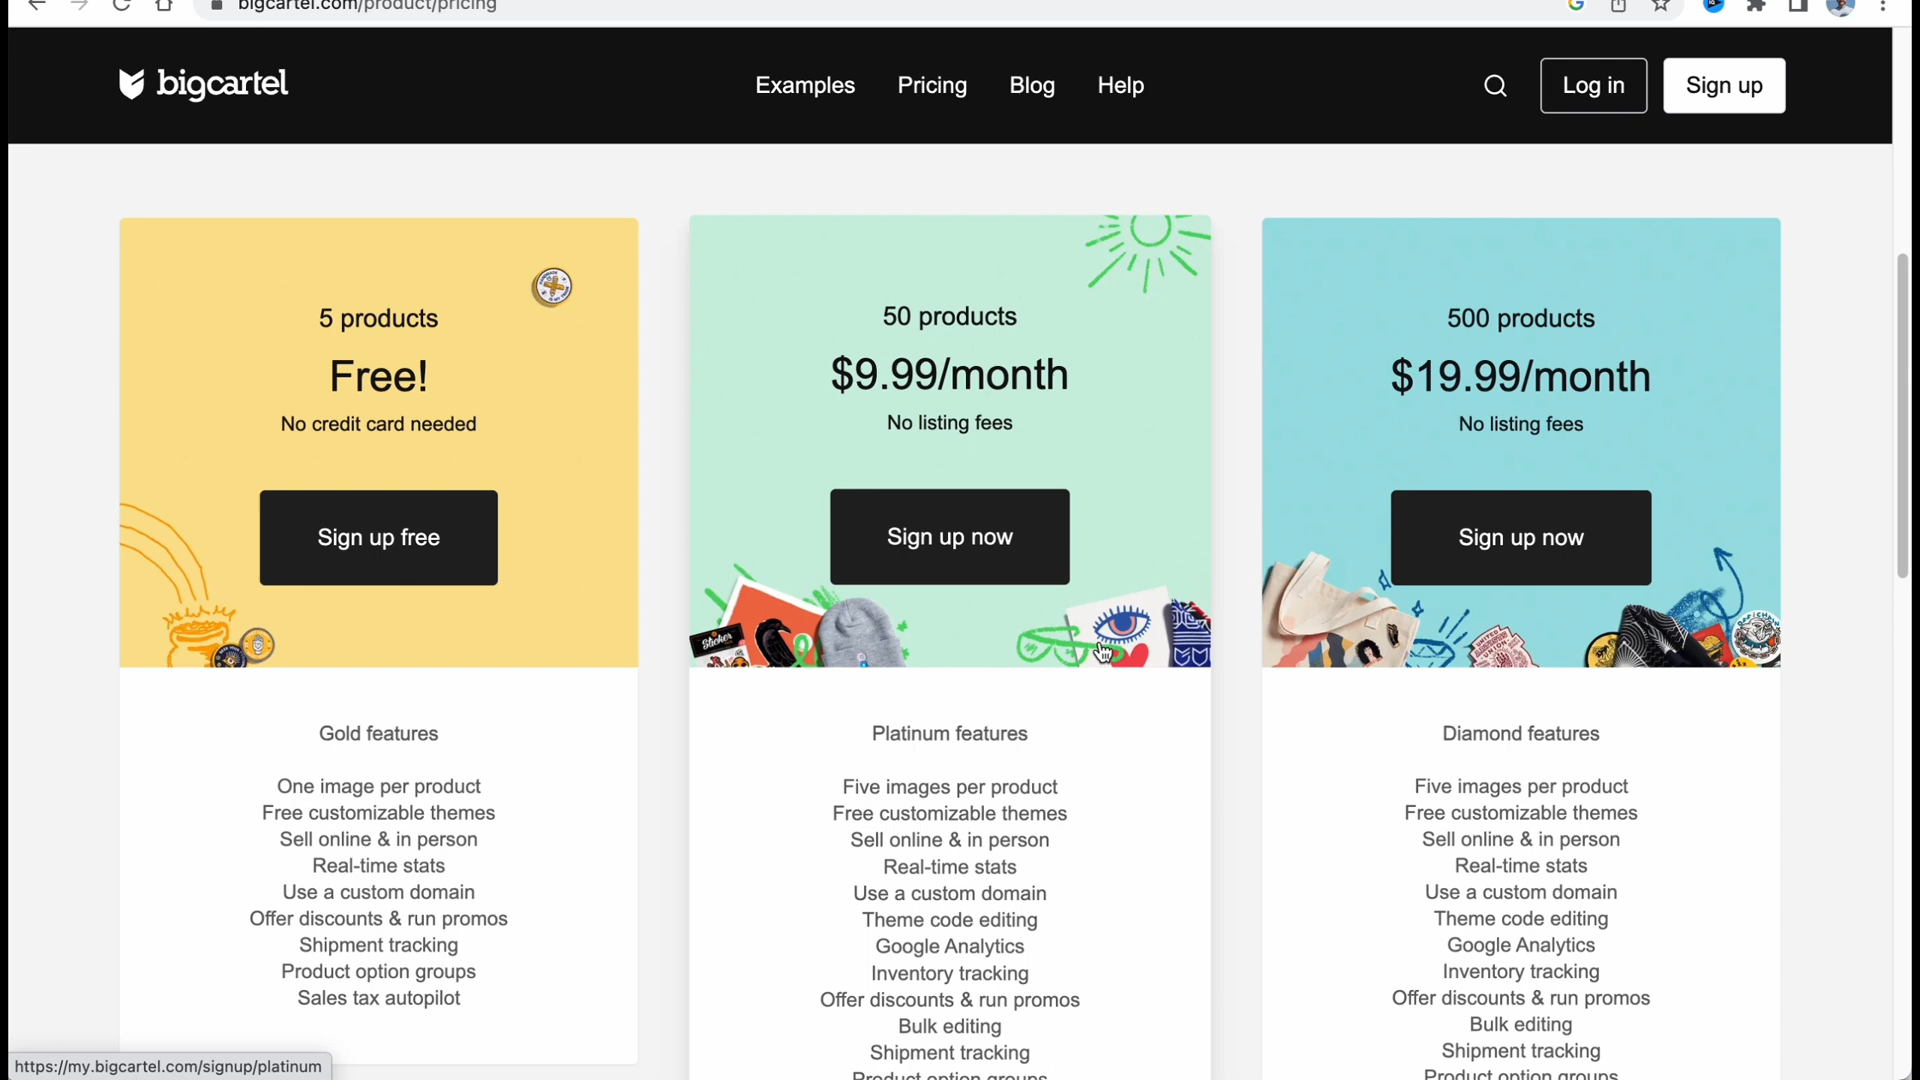 bigcartel.com/product/pricing
bigcartel
Examples
Pricing
Blog
Help
Log in
Sign up
5 products
Free!
No credit card needed
Sign up free
Gold features
One image per product
Free customizable themes
Sell online & in person
Real-time stats
Use a custom domain
Offer discounts & run promos
Shipment tracking
Product option groups
Sales tax autopilot
50 products
$9.99/month
No listing fees
Sign up now
Sticker
Platinum features
Five images per product
Free customizable themes
Sell online & in person
Real-time stats
Use a custom domain
Theme code editing
Google Analytics
Inventory tracking
Offer discounts & run promos
Bulk editing
Shipment tracking
Product option groups
500 products
$19.99/month
No listing fees
Sign up now
Diamond features
Five images per product
Free customizable themes
Sell online & in person
Real-time stats
Use a custom domain
Theme code editing
Google Analytics
Inventory tracking
Offer discounts & run promos
Bulk editing
Shipment tracking
Product option groups
https://my.bigcartel.com/signup/platinum